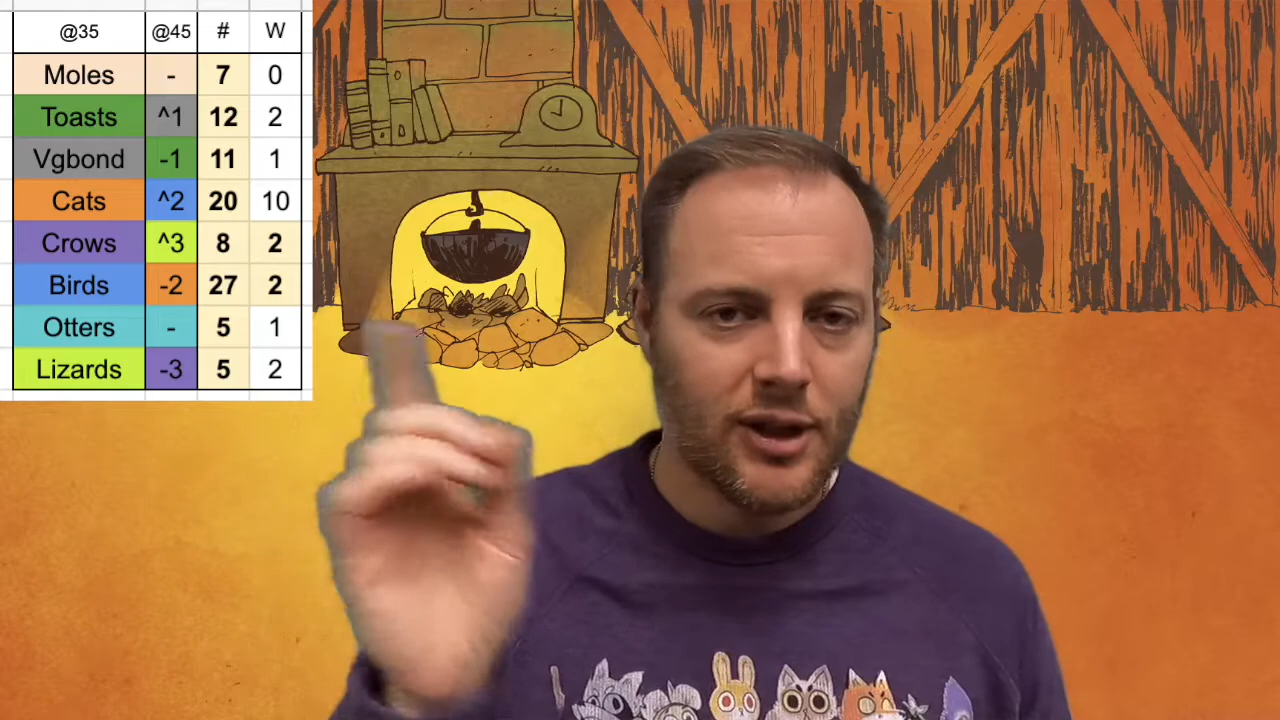 @35 @45 # W
Moles - 7 0
Toasts ^1 12 2
Vgbond -1 11 1
Cats ^2 20 10
Crows ^3 8 2
Birds -2 27 2
Otters - 5 1
Lizards -3 5 2